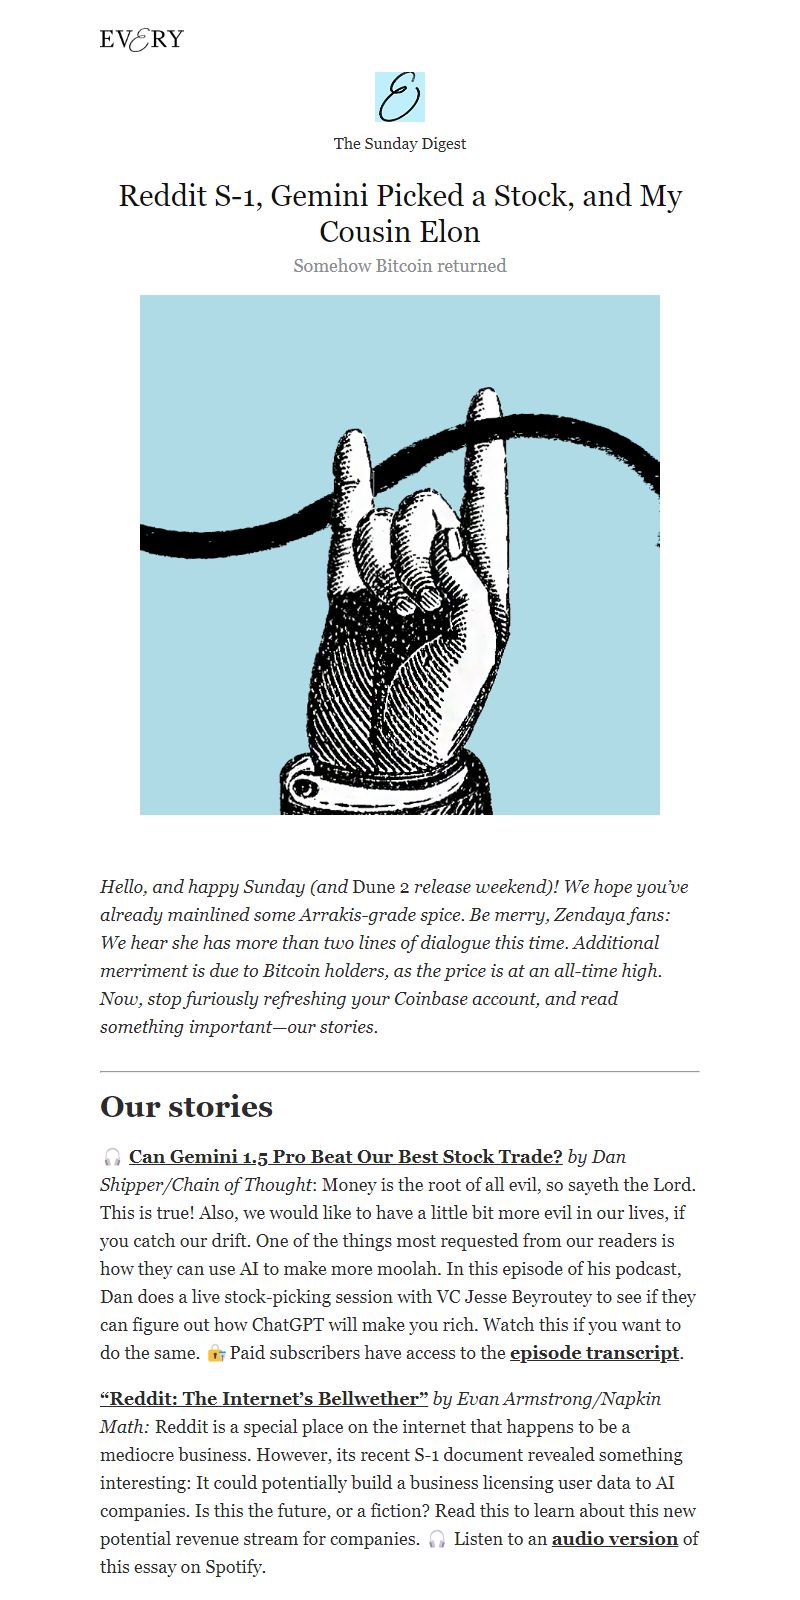 EVERY
E
The Sunday Digest
Reddit S-1, Gemini Picked a Stock, and My
Cousin Elon
Somehow Bitcoin returned
Hello, and happy Sunday (and Dune 2 release weekend)! We hope you’ve
already mainlined some Arrakis-grade spice. Be merry, Zendaya fans:
We hear she has more than two lines of dialogue this time. Additional
merriment is due to Bitcoin holders, as the price is at an all-time high.
Now, stop furiously refreshing your Coinbase account, and read
something important—our stories.
Our stories
🎧 Can Gemini 1.5 Pro Beat Our Best Stock Trade? by Dan
Shipper/Chain of Thought: Money is the root of all evil, so sayeth the Lord.
This is true! Also, we would like to have a little bit more evil in our lives, if
you catch our drift. One of the things most requested from our readers is
how they can use AI to make more moolah. In this episode of his podcast,
Dan does a live stock-picking session with VC Jesse Beyroutey to see if they
can figure out how ChatGPT will make you rich. Watch this if you want to
do the same. 🔐 Paid subscribers have access to the episode transcript.
“Reddit: The Internet’s Bellwether” by Evan Armstrong/Napkin
Math: Reddit is a special place on the internet that happens to be a
mediocre business. However, its recent S-1 document revealed something
interesting: It could potentially build a business licensing user data to AI
companies. Is this the future, or a fiction? Read this to learn about this new
potential revenue stream for companies. 🎧 Listen to an audio version of
this essay on Spotify.